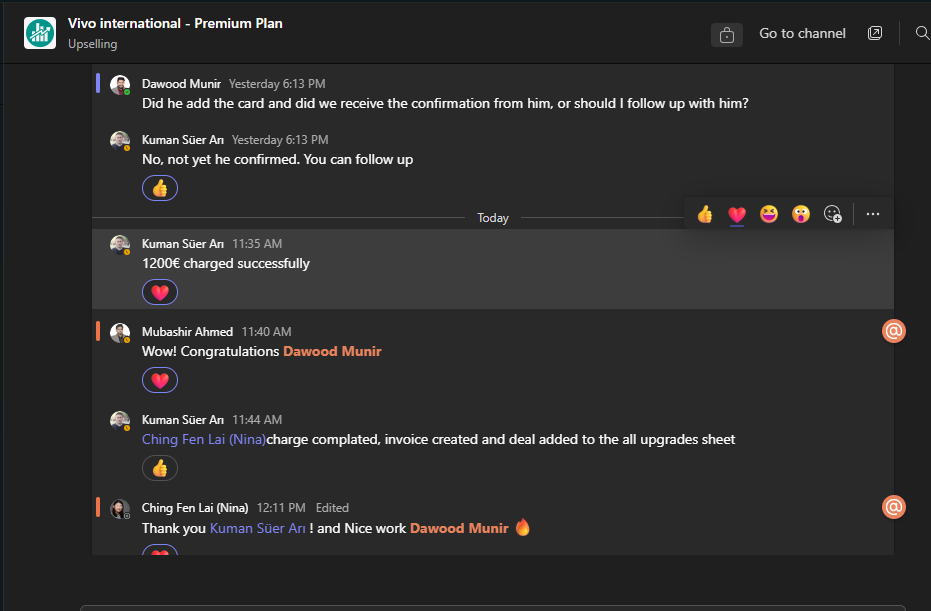 Vivo international - Premium Plan
Upselling
Go to channel
Dawood Munir Yesterday 6:13 PM
Did he add the card and did we receive the confirmation from him, or should I follow up with him?
Kuman Süer Arı Yesterday 6:13 PM
No, not yet he confirmed. You can follow up
Today
Kuman Süer Arı 11:35 AM
1200€ charged successfully
Mubashir Ahmed 11:40 AM
Wow! Congratulations Dawood Munir
Kuman Süer Arı 11:44 AM
Ching Fen Lai (Nina)charge complated, invoice created and deal added to the all upgrades sheet
Ching Fen Lai (Nina) 12:11 PM Edited
Thank you Kuman Süer Arı ! and Nice work Dawood Munir 🔥